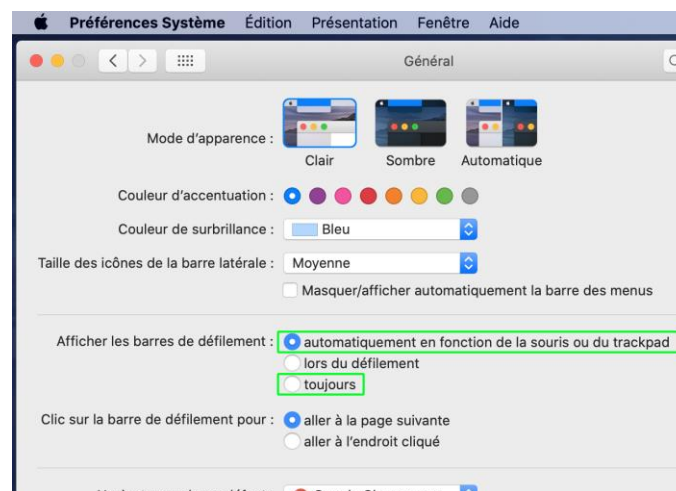 Préférences Système Édition Présentation Fenêtre Aide
Général
Mode d'apparence :
Clair Sombre Automatique
Couleur d'accentuation :
Couleur de surbrillance : Bleu
Taille des icônes de la barre latérale : Moyenne
Masquer/afficher automatiquement la barre des menus
Afficher les barres de défilement : automatiquement en fonction de la souris ou du trackpad
lors du défilement
toujours
Clic sur la barre de défilement pour : aller à la page suivante
aller à l'endroit cliqué